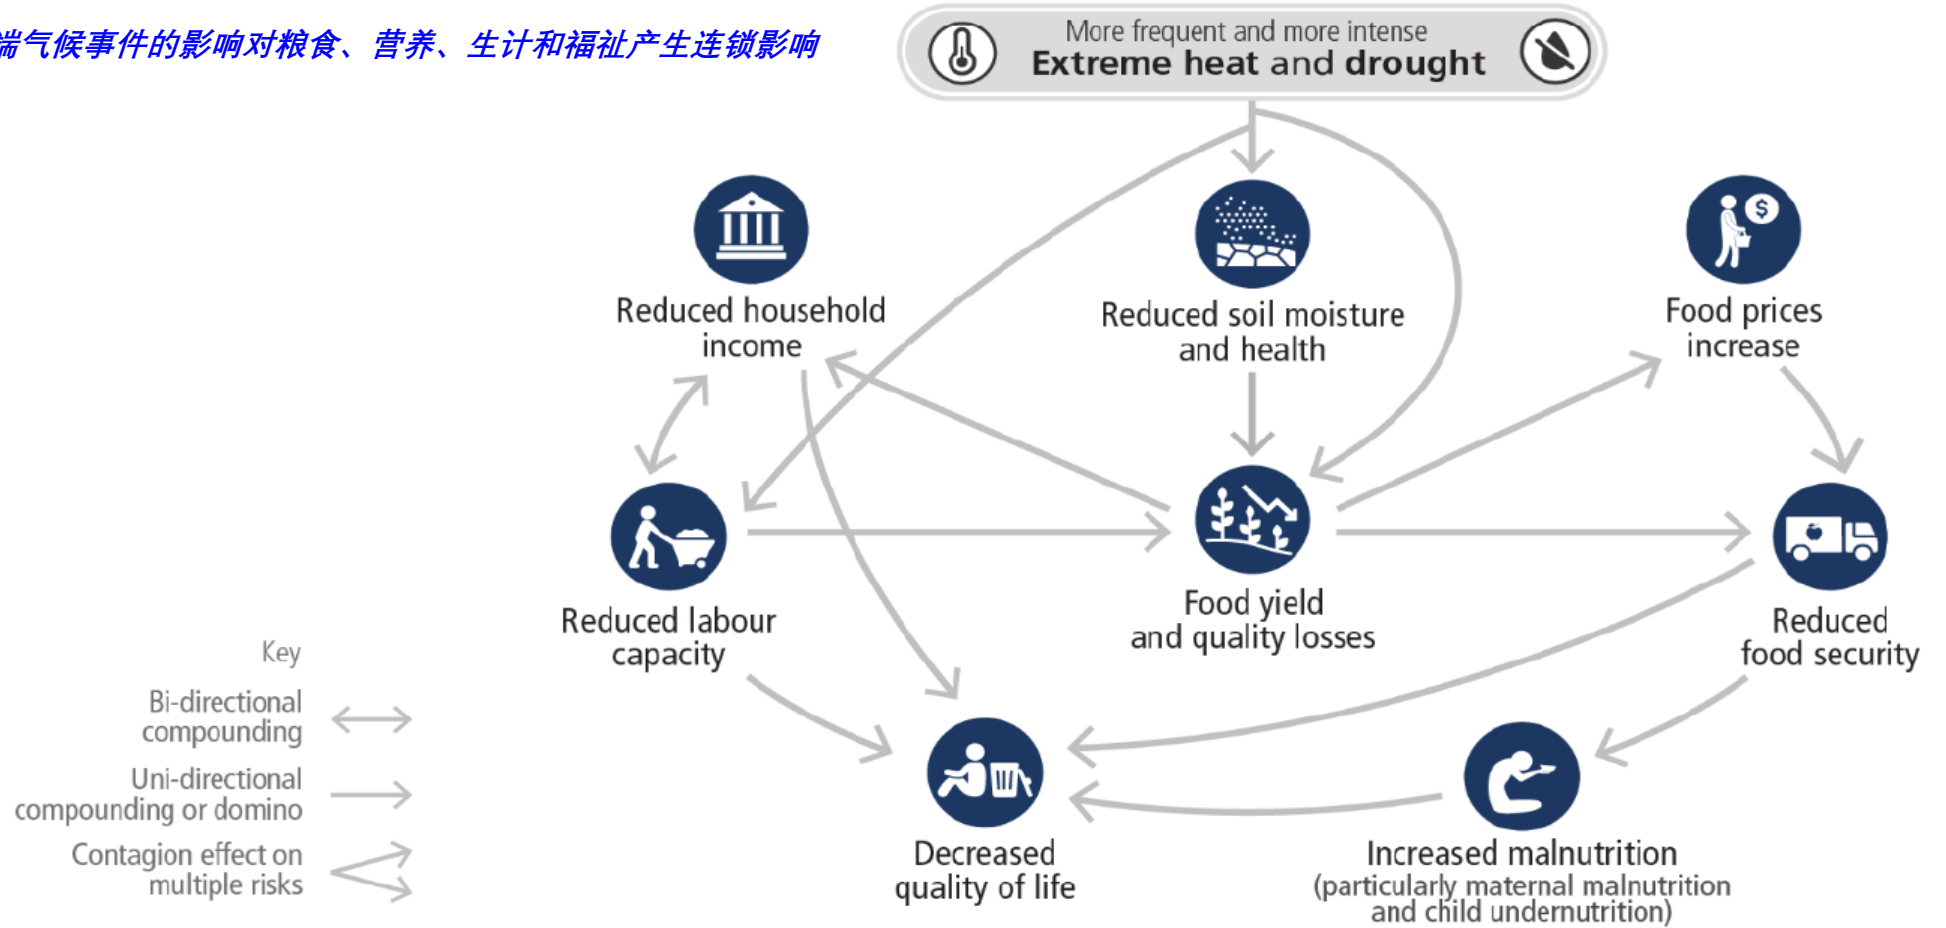 端气候事件的影响对粮食、营养、生计和福祉产生连锁影响
More frequent and more intense
Extreme heat and drought
$
Reduced household
income
Reduced soil moisture
and health
Food prices
increase
Reduced labour
capacity
Food yield
and quality losses
Reduced
food security
Key
Bi-directional
compounding
Uni-directional
compounding or domino
Contagion effect on
multiple risks
Decreased
quality of life
Increased malnutrition
(particularly maternal malnutrition
and child undernutrition)